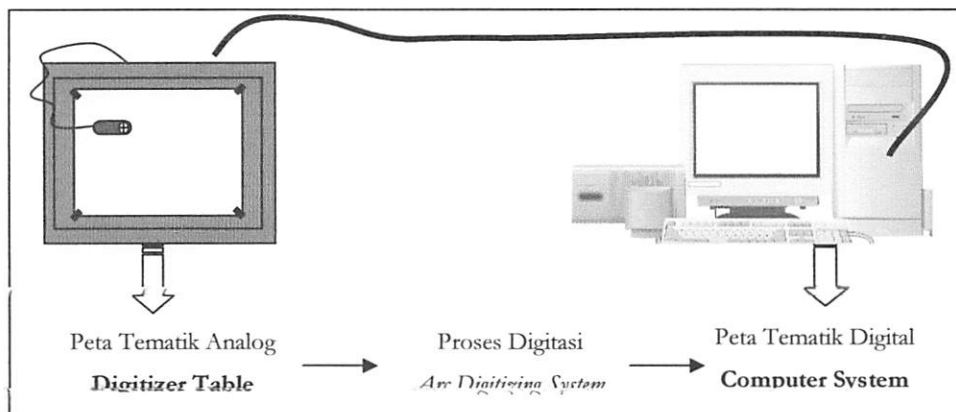 Peta Tematik Analog
Digitizer Table
Proses Digitasi
Arc Digitizing System
Peta Tematik Digital
Computer System